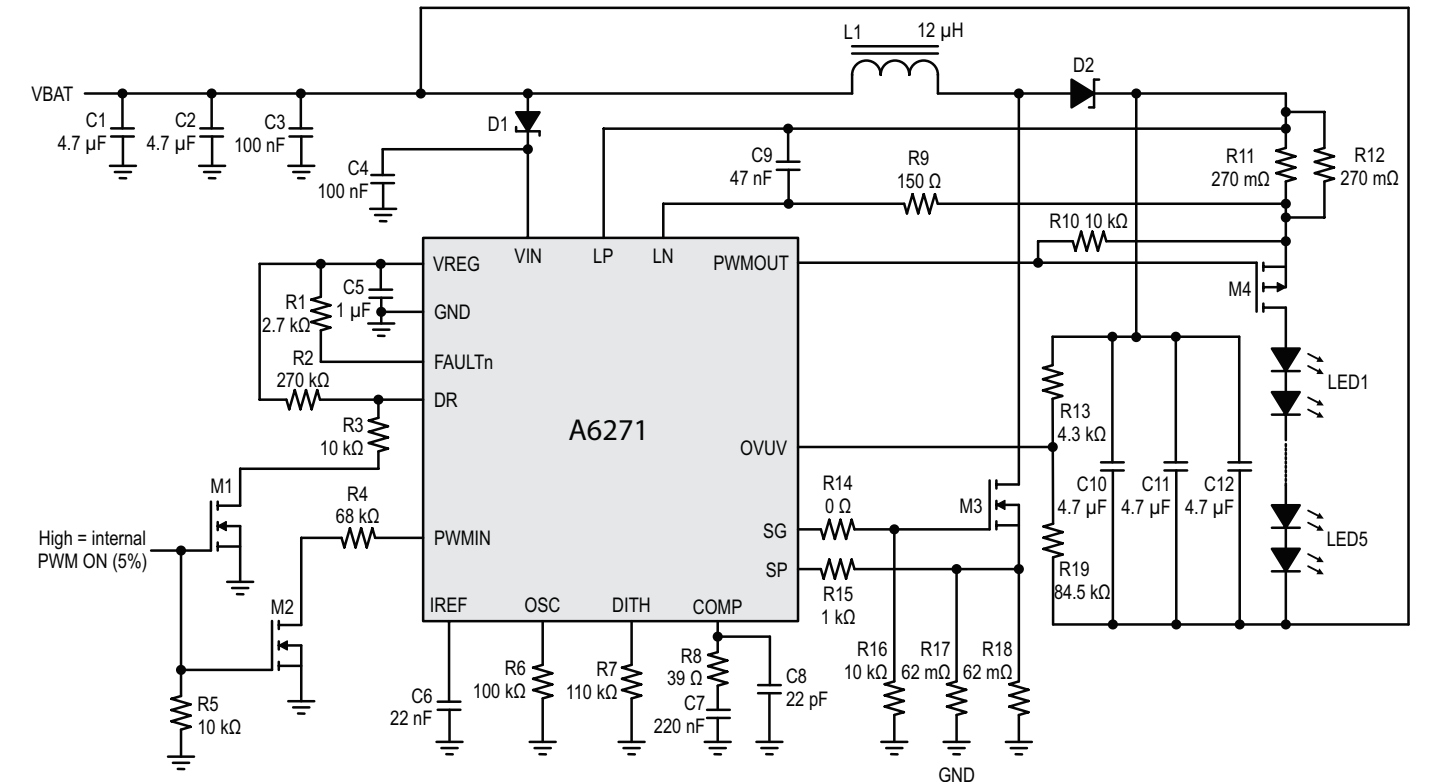 L1 12 µH
D2
VBAT
C1
4.7 µF
C2
4.7 µF
C3
100 nF
D1
C4
100 nF
C9
47 nF
R9
150 Ω
R11
270 mΩ
R12
270 mΩ
R10 10 kΩ
VIN
LP
LN
VREG
PWMOUT
M4
C5
1 µF
GND
R1
2.7 kΩ
FAULTn
R2
270 kΩ
DR
R3
10 kΩ
A6271
LED1
R13
4.3 kΩ
OVUV
C10
4.7 µF
C11
4.7 µF
C12
4.7 µF
M1
R4
68 kΩ
R14
0 Ω
M3
High = internal
PWM ON (5%)
PWMIN
SG
LED5
SP
R19
84.5 kΩ
R15
1 kΩ
M2
IREF
OSC
DITH
COMP
R5
10 kΩ
C6
22 nF
R6
100 kΩ
R7
110 kΩ
R8
39 Ω
C7
220 nF
C8
22 pF
R16
10 kΩ
R17
62 mΩ
R18
62 mΩ
GND